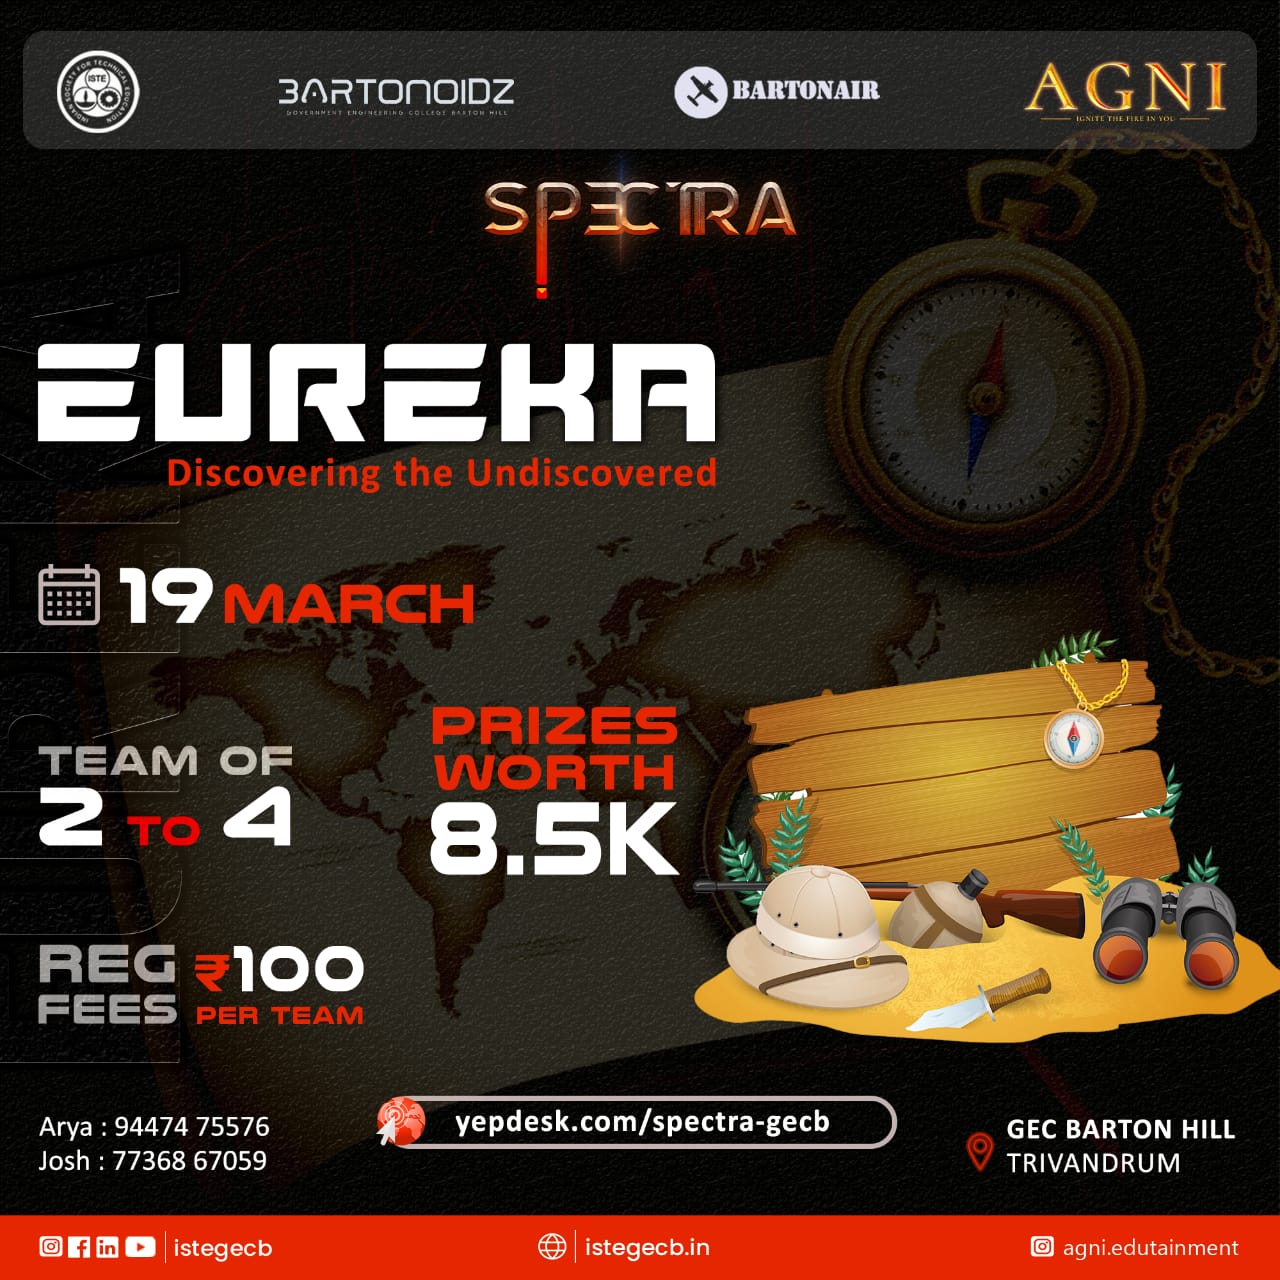 INDIAN SOCIETY FOR TECHNICAL EDUCATION
ISTE
BARTONOIDZ
GOVERNMENT ENGINEERING COLLEGE BARTON HILL
BARTONAIR
AGNI
IGNITE THE FIRE IN YOU
SPECTRA
EUREKA
Discovering the Undiscovered
19 MARCH
TEAM OF
2 TO 4
PRIZES
WORTH
8.5K
REG
FEES
₹100
PER TEAM
Arya : 94474 75576
Josh : 77368 67059
yepdesk.com/spectra-gecb
GEC BARTON HILL
TRIVANDRUM
istegecb
istegecb.in
agni.edutainment